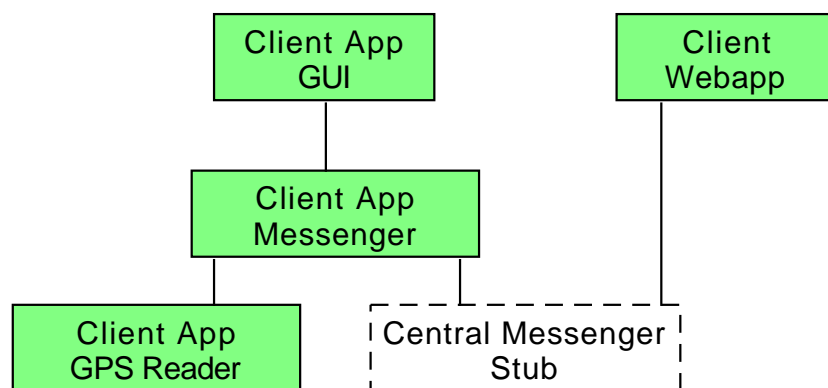 Client App
GUI
Client
Webapp
Client App
Messenger
Client App
GPS Reader
Central Messenger
Stub